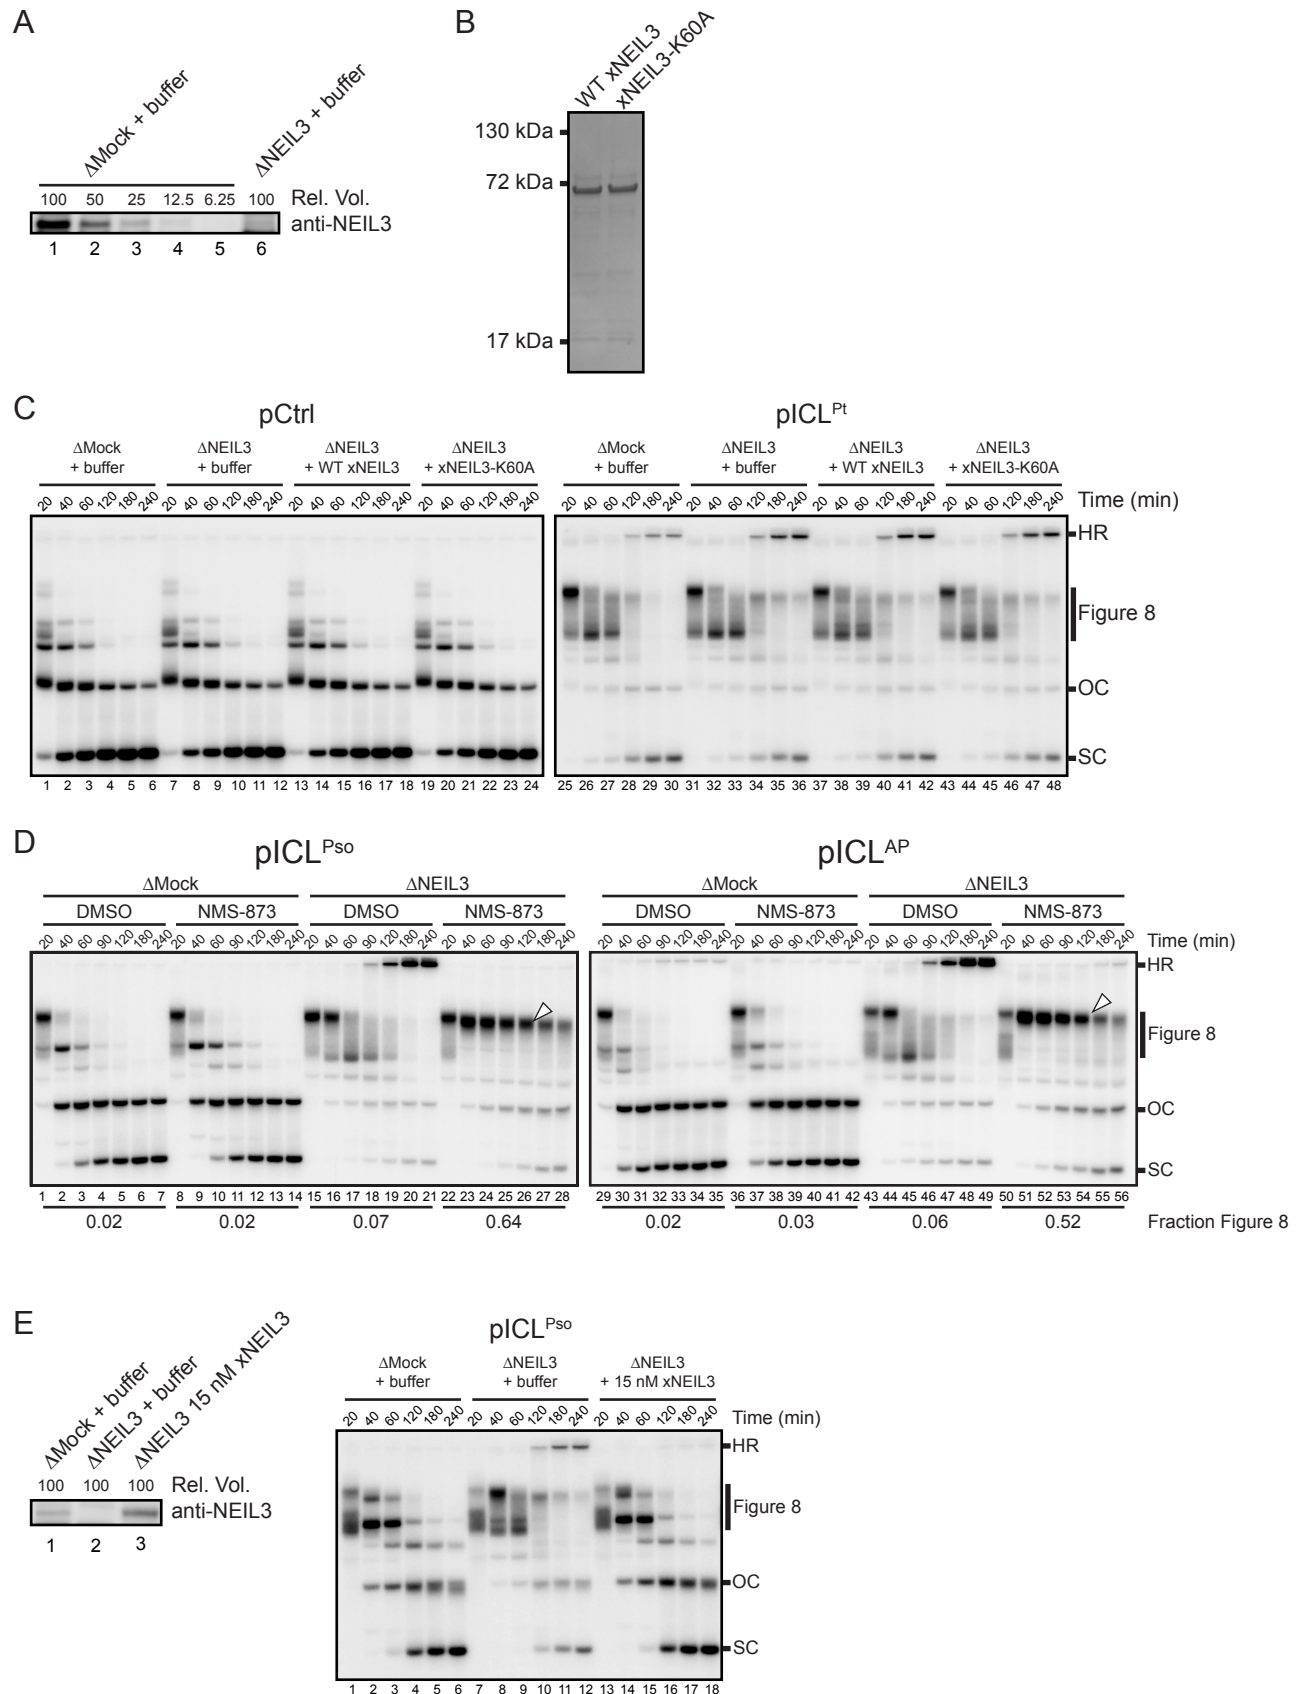 A
ΔMock + buffer
ΔNEIL3 + buffer
100 50 25 12.5 6.25 100 Rel. Vol.
anti-NEIL3
1 2 3 4 5 6
B
WT xNEIL3
xNEIL3-K60A
130 kDa
72 kDa
17 kDa
C
pCtrl
pICL^Pt
ΔMock + buffer
ΔNEIL3 + buffer
ΔNEIL3 + WT xNEIL3
ΔNEIL3 + xNEIL3-K60A
ΔMock + buffer
ΔNEIL3 + buffer
ΔNEIL3 + WT xNEIL3
ΔNEIL3 + xNEIL3-K60A
20 40 60 120 180 240 20 40 60 120 180 240 20 40 60 120 180 240 20 40 60 120 180 240 20 40 60 120 180 240 20 40 60 120 180 240 20 40 60 120 180 240 20 40 60 120 180 240 Time (min)
HR
Figure 8
OC
SC
1 2 3 4 5 6 7 8 9 10 11 12 13 14 15 16 17 18 19 20 21 22 23 24 25 26 27 28 29 30 31 32 33 34 35 36 37 38 39 40 41 42 43 44 45 46 47 48
D
pICL^Pso
pICL^AP
ΔMock ΔNEIL3 ΔMock ΔNEIL3
DMSO NMS-873 DMSO NMS-873 DMSO NMS-873 DMSO NMS-873
20 40 60 90 120 180 240 20 40 60 90 120 180 240 20 40 60 90 120 180 240 20 40 60 90 120 180 240 20 40 60 90 120 180 240 20 40 60 90 120 180 240 20 40 60 90 120 180 240 20 40 60 90 120 180 240 Time (min)
HR
Figure 8
OC
SC
1 2 3 4 5 6 7 8 9 10 11 12 13 14 15 16 17 18 19 20 21 22 23 24 25 26 27 28 29 30 31 32 33 34 35 36 37 38 39 40 41 42 43 44 45 46 47 48 49 50 51 52 53 54 55 56
0.02 0.02 0.07 0.64 0.02 0.03 0.06 0.52 Fraction Figure 8
E
ΔMock + buffer
ΔNEIL3 + buffer
ΔNEIL3 15 nM xNEIL3
100 100 100 Rel. Vol.
anti-NEIL3
1 2 3
pICL^Pso
ΔMock + buffer
ΔNEIL3 + buffer
ΔNEIL3 + 15 nM xNEIL3
20 40 60 120 180 240 20 40 60 120 180 240 20 40 60 120 180 240 Time (min)
HR
Figure 8
OC
SC
1 2 3 4 5 6 7 8 9 10 11 12 13 14 15 16 17 18